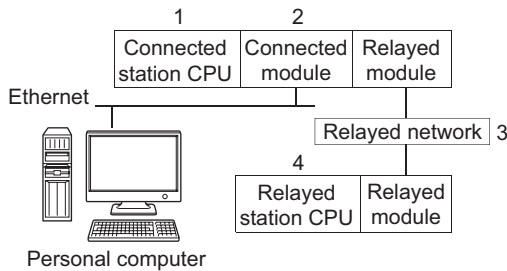 1
2
Connected
station CPU
Connected
module
Relayed
module
Ethernet
Relayed network
3
4
Relayed
station CPU
Relayed
module
Personal computer